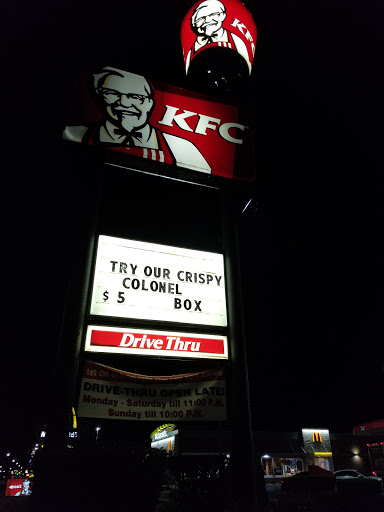 KFC
TRY OUR CRISPY
COLONEL
$ 5 BOX
Drive Thru
DRIVE-THRU OPEN LATE!
Monday - Saturday till 11:00 P.M.
Sunday till 10:00 P.M.